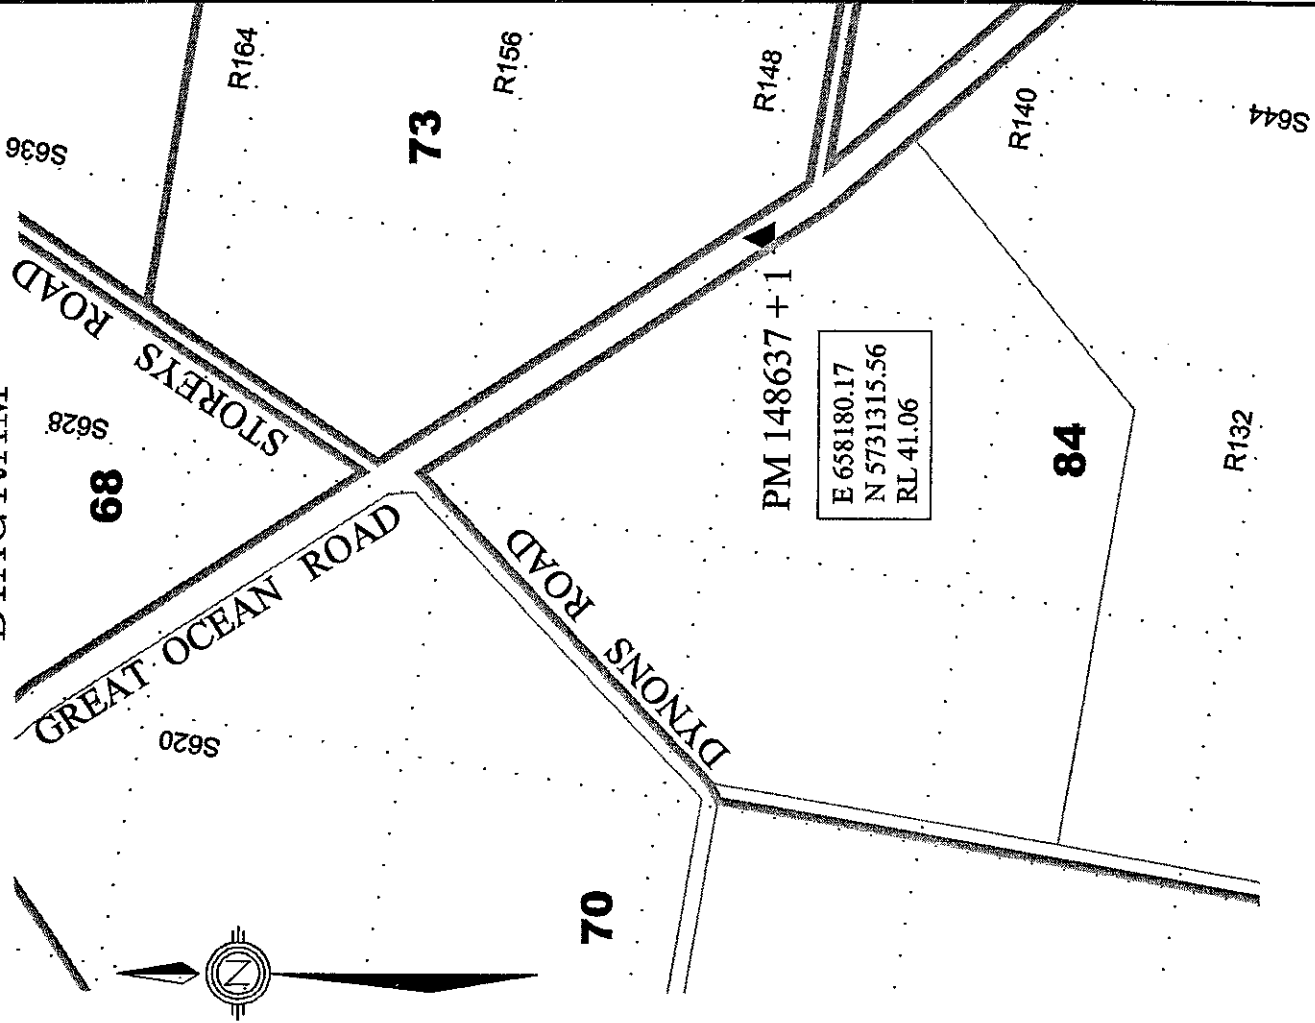 S636
R164
R156
73
R148
R140
S644
STOREYS ROAD
S628
68
GREAT OCEAN ROAD
S620
PM 148637 + 1
E 658180.17
N 5731315.56
RL 41.06
DYNONS ROAD
84
R132
70
N